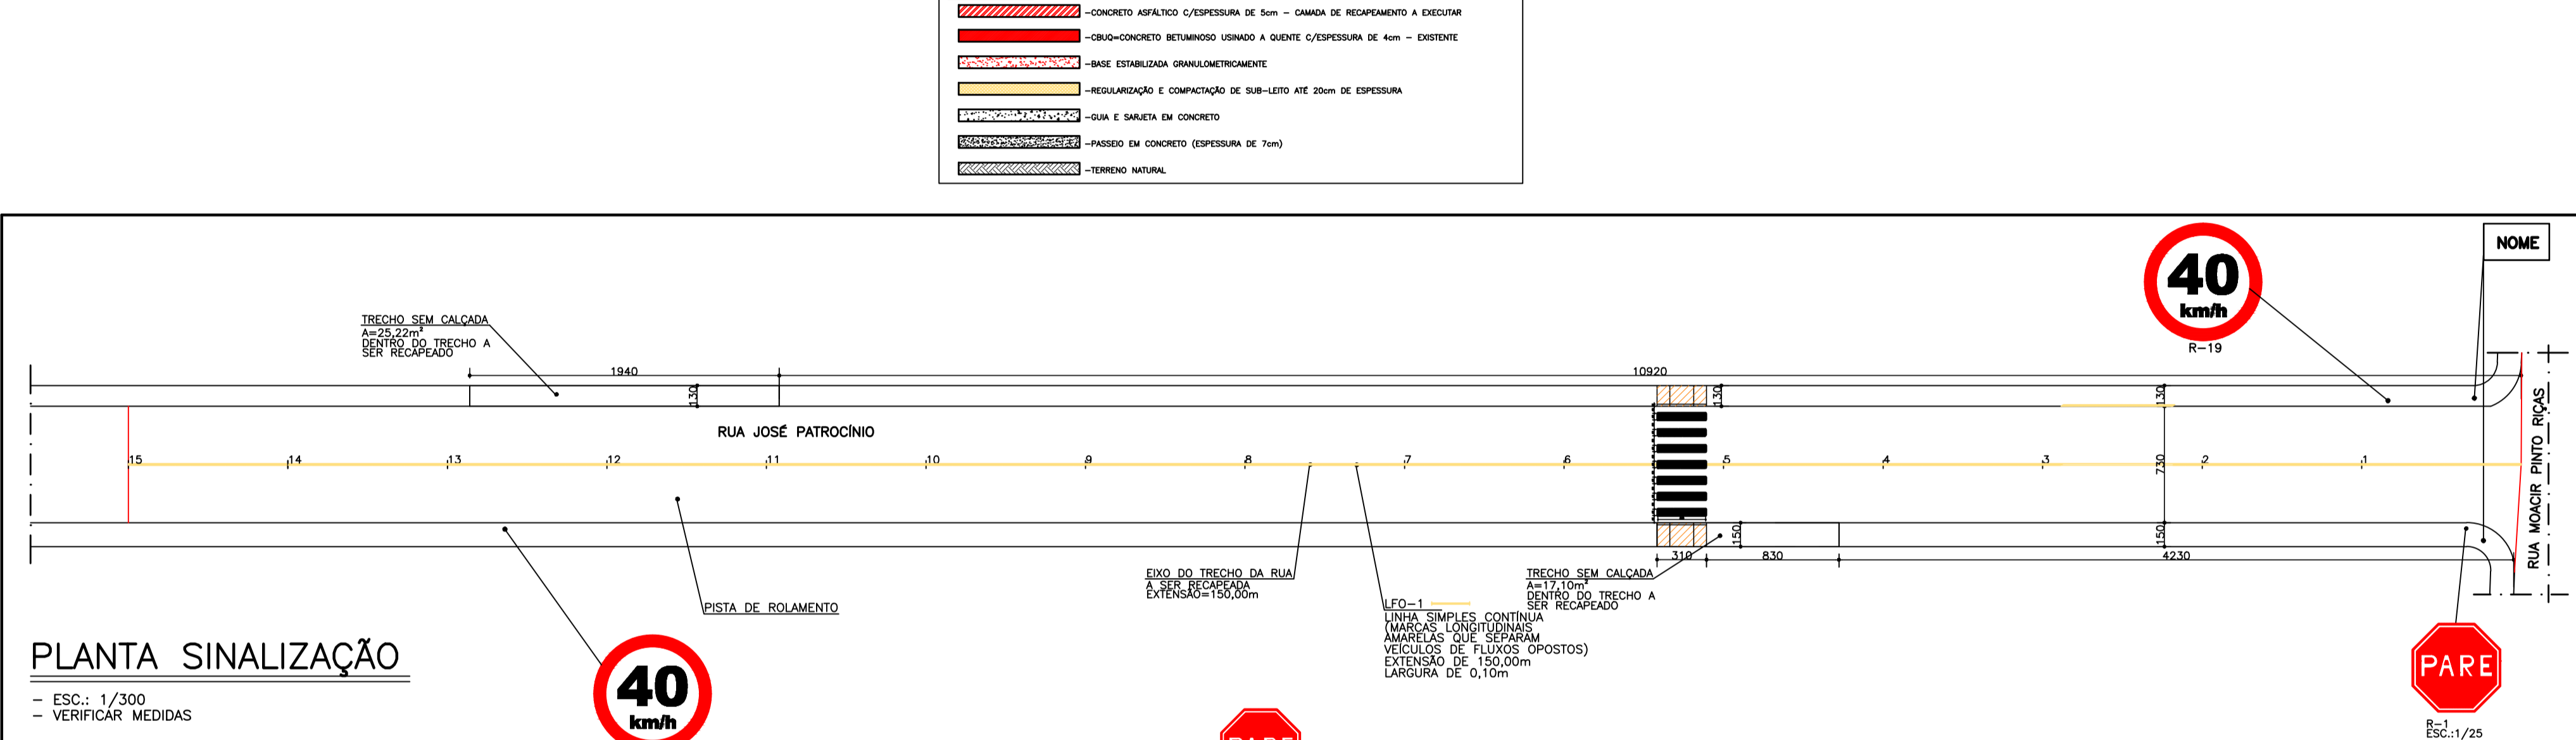 -CONCRETO ASFÁLTICO C/ESPESSURA DE 5cm - CAMADA DE RECAPEAMENTO A EXECUTAR
-CBUQ=CONCRETO BETUMINOSO USINADO A QUENTE C/ESPESSURA DE 4cm - EXISTENTE
-BASE ESTABILIZADA GRANULOMETRICAMENTE
-REGULARIZAÇÃO E COMPACTAÇÃO DE SUB-LEITO ATÉ 20cm DE ESPESSURA
-GUIA E SARJETA EM CONCRETO
-PASSEIO EM CONCRETO (ESPESSURA DE 7cm)
-TERRENO NATURAL
NOME
40
km/h
R-19
TRECHO SEM CALÇADA
A=25,22m²
DENTRO DO TRECHO A
SER RECAPEADO
1940
10920
130
130
130
RUA JOSÉ PATROCÍNIO
RUA MOACIR PINTO RIÇAS
15
14
13
12
11
10
9
8
7
6
5
4
3
2
1
730
150
150
310
830
4230
EIXO DO TRECHO DA RUA
A SER RECAPEADA
EXTENSÃO=150,00m
TRECHO SEM CALÇADA
A=17,10m²
DENTRO DO TRECHO A
SER RECAPEADO
LFO-1
LINHA SIMPLES CONTÍNUA
(MARCAS LONGITUDINAIS
AMARELAS QUE SEPARAM
VEÍCULOS DE FLUXOS OPOSTOS)
EXTENSÃO DE 150,00m
LARGURA DE 0,10m
PISTA DE ROLAMENTO
PLANTA SINALIZAÇÃO
- ESC.: 1/300
- VERIFICAR MEDIDAS
40
km/h
PARE
PARE
R-1
ESC.:1/25